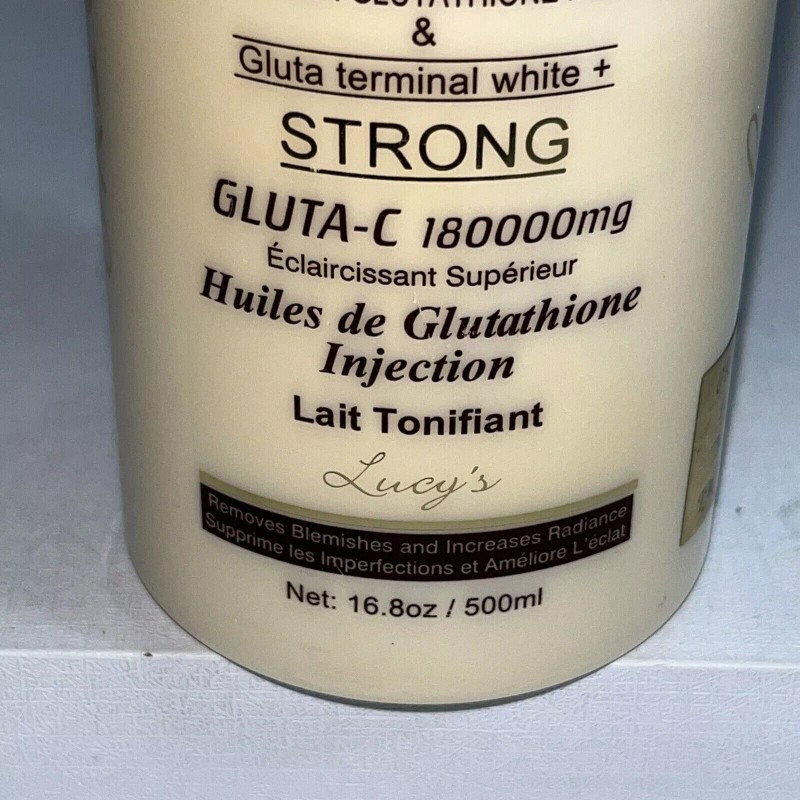 &
Gluta terminal white +
STRONG
GLUTA-C 180000mg
Éclaircissant Supérieur
Huiles de Glutathione
Injection
Lait Tonifiant
Lucy's
Removes Blemishes and Increases Radiance
Supprime les Imperfections et Améliore L'éclat
Net: 16.8oz / 500ml